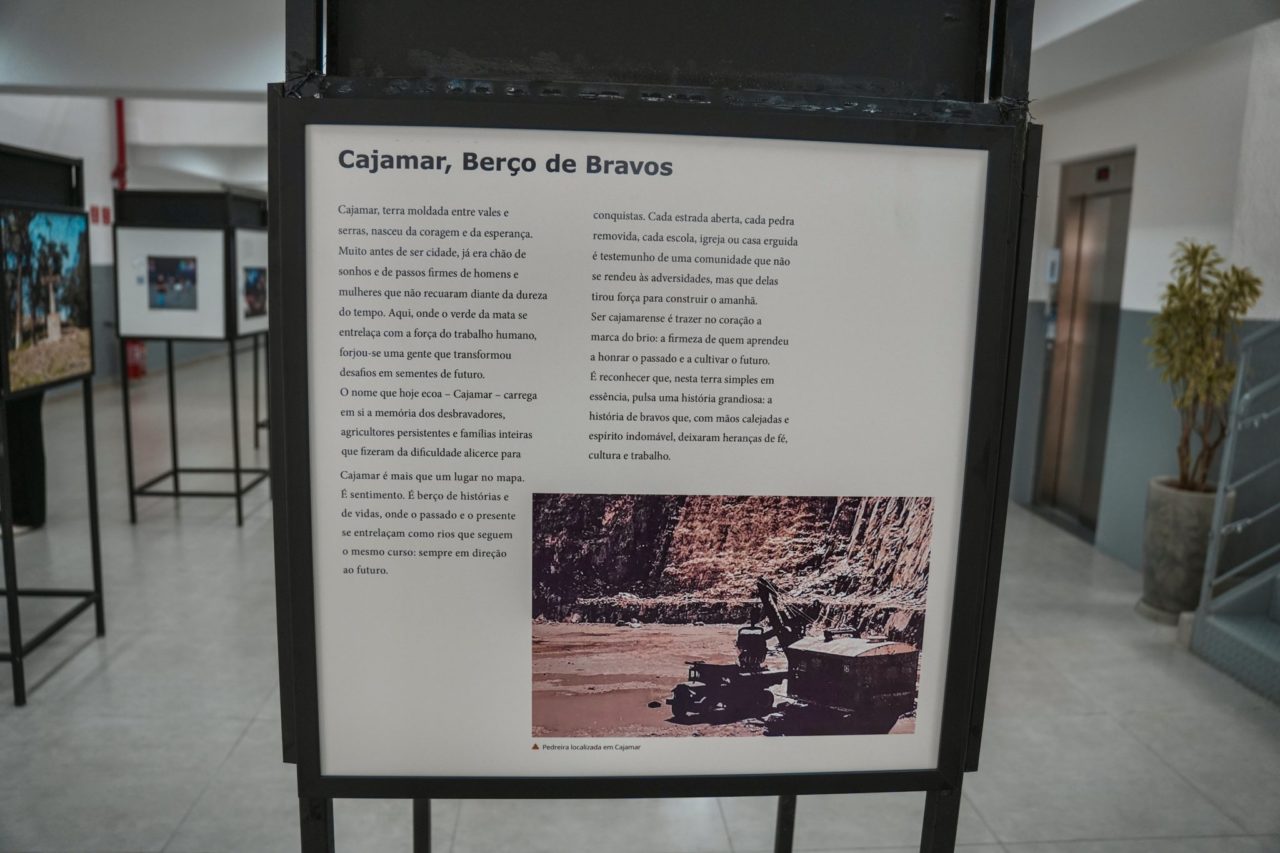 Cajamar, Berço de Bravos
Cajamar, terra moldada entre vales e
serras, nasceu da coragem e da esperança.
Muito antes de ser cidade, já era chão de
sonhos e de passos firmes de homens e
mulheres que não recuaram diante da dureza
do tempo. Aqui, onde o verde da mata se
entrelaça com a força do trabalho humano,
forjou-se uma gente que transformou
desafios em sementes de futuro.
O nome que hoje ecoa – Cajamar – carrega
em si a memória dos desbravadores,
agricultores persistentes e famílias inteiras
que fizeram da dificuldade alicerce para
conquistas. Cada estrada aberta, cada pedra
removida, cada escola, igreja ou casa erguida
é testemunho de uma comunidade que não
se rendeu às adversidades, mas que delas
tirou força para construir o amanhã.
Ser cajamarense é trazer no coração a
marca do brio: a firmeza de quem aprendeu
a honrar o passado e a cultivar o futuro.
É reconhecer que, nesta terra simples em
essência, pulsa uma história grandiosa: a
história de bravos que, com mãos calejadas e
espírito indomável, deixaram heranças de fé,
cultura e trabalho.
Cajamar é mais que um lugar no mapa.
É sentimento. É berço de histórias e
de vidas, onde o passado e o presente
se entrelaçam como rios que seguem
o mesmo curso: sempre em direção
ao futuro.
Pedreira localizada em Cajamar